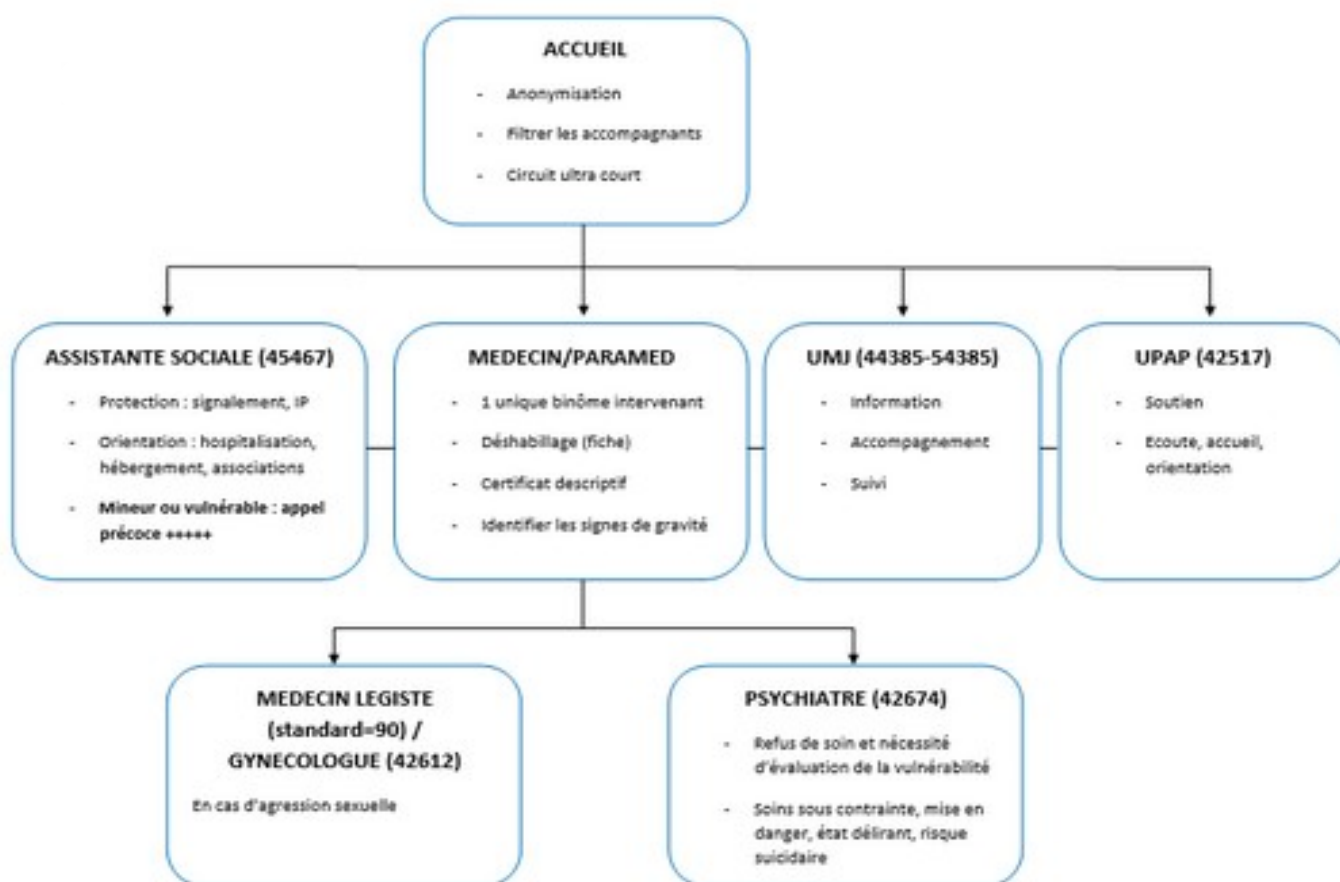 ACCUEIL
- Anonymisation
- Filtrer les accompagnants
- Circuit ultra court
ASSISTANTE SOCIALE (45467)
- Protection : signalement, IP
- Orientation : hospitalisation,
hébergement, associations
- Mineur ou vulnérable : appel
précoce +++++
MEDECIN/PARAMED
- 1 unique binôme intervenant
- Déshabillage (fiche)
- Certificat descriptif
- Identifier les signes de gravité
UMJ (44385-54385)
- Information
- Accompagnement
- Suivi
UPAP (42517)
- Soutien
- Ecoute, accueil,
orientation
MEDECIN LEGISTE
(standard=90) /
GYNECOLOGUE (42612)
En cas d'agression sexuelle
PSYCHIATRE (42674)
- Refus de soin et nécessité
d'évaluation de la vulnérabilité
- Soins sous contrainte, mise en
danger, état délirant, risque
suicidaire